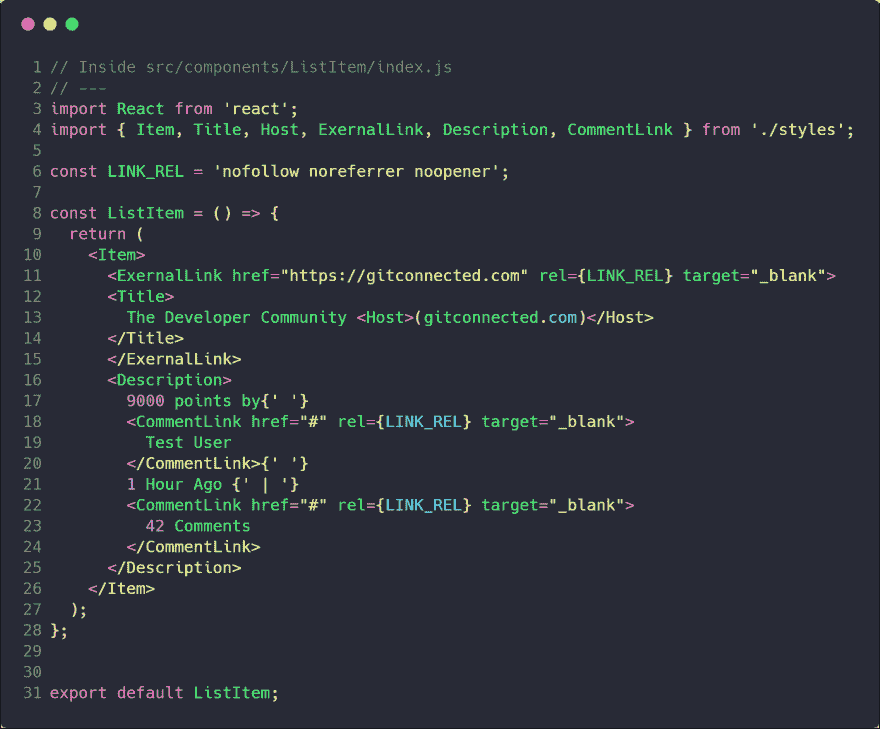 1 // Inside src/components/ListItem/index.js
2 // ---
3 import React from 'react';
4 import { Item, Title, Host, ExernalLink, Description, CommentLink } from './styles';
5
6 const LINK_REL = 'nofollow noreferrer noopener';
7
8 const ListItem = () => {
9   return (
10     <Item>
11       <ExernalLink href="https://gitconnected.com" rel={LINK_REL} target="_blank">
12       <Title>
13         The Developer Community <Host>(gitconnected.com)</Host>
14       </Title>
15       </ExernalLink>
16       <Description>
17         9000 points by{' '}
18         <CommentLink href="#" rel={LINK_REL} target="_blank">
19           Test User
20         </CommentLink>{' '}
21         1 Hour Ago {' | '}
22         <CommentLink href="#" rel={LINK_REL} target="_blank">
23           42 Comments
24         </CommentLink>
25       </Description>
26     </Item>
27   );
28 };
29
30
31 export default ListItem;